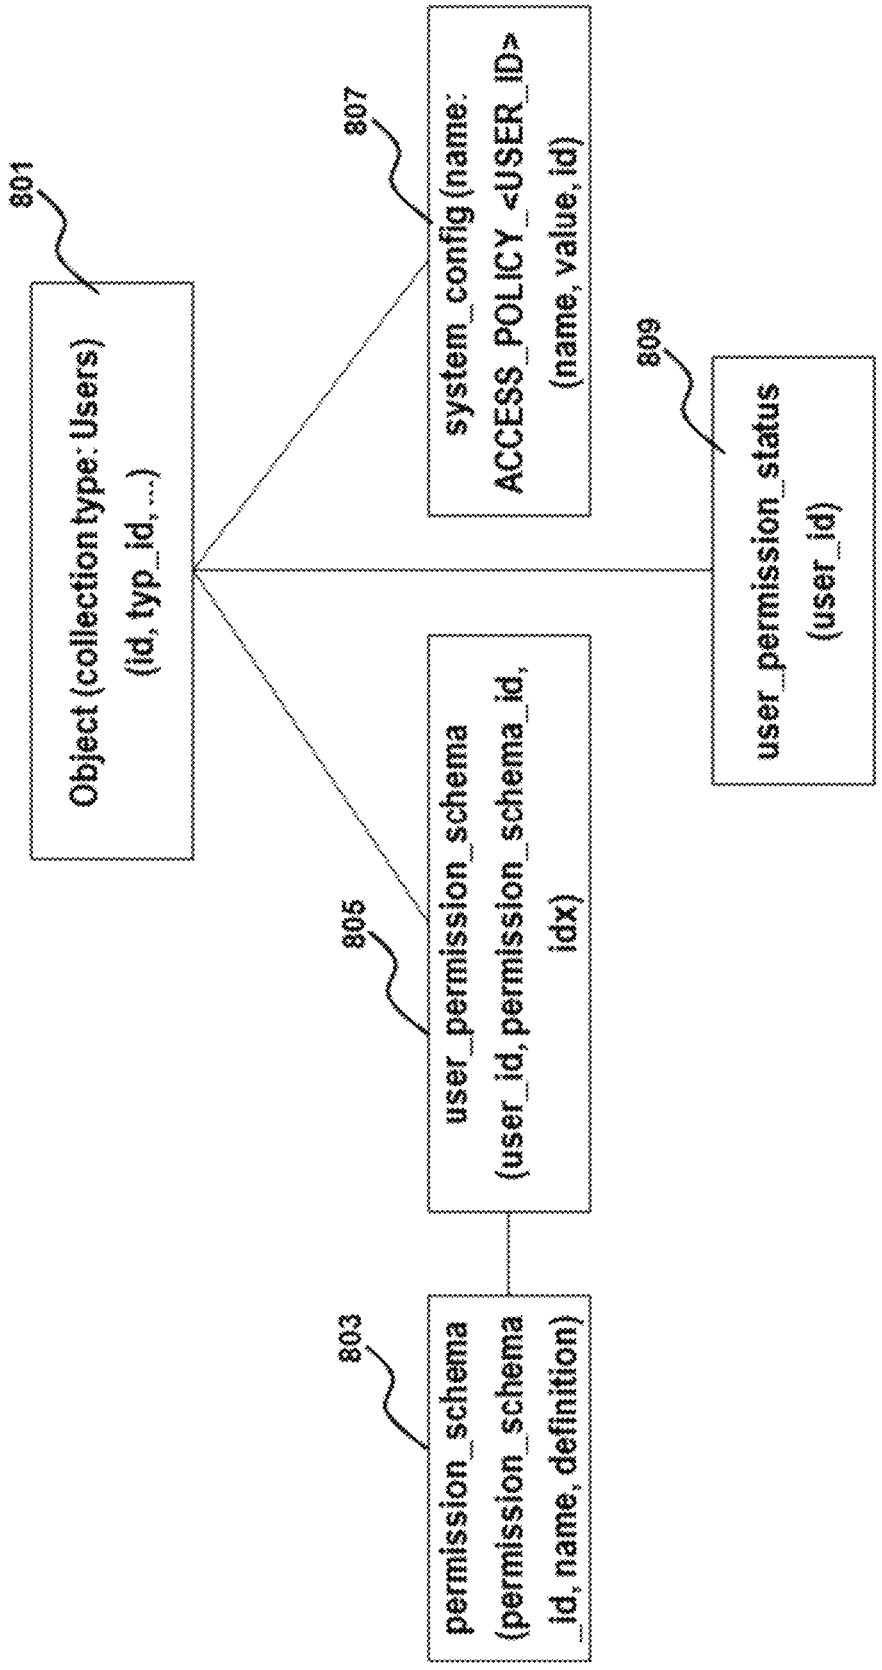 801
Object (collection type: Users)
(id, typ_id, ...)
803
permission_schema
(permission_schema
_id, name, definition)
805
user_permission_schema
(user_id, permission_schema_id,
idx)
807
system_config (name:
ACCESS_POLICY_<USER_ID>
(name, value, id)
809
user_permission_status
(user_id)